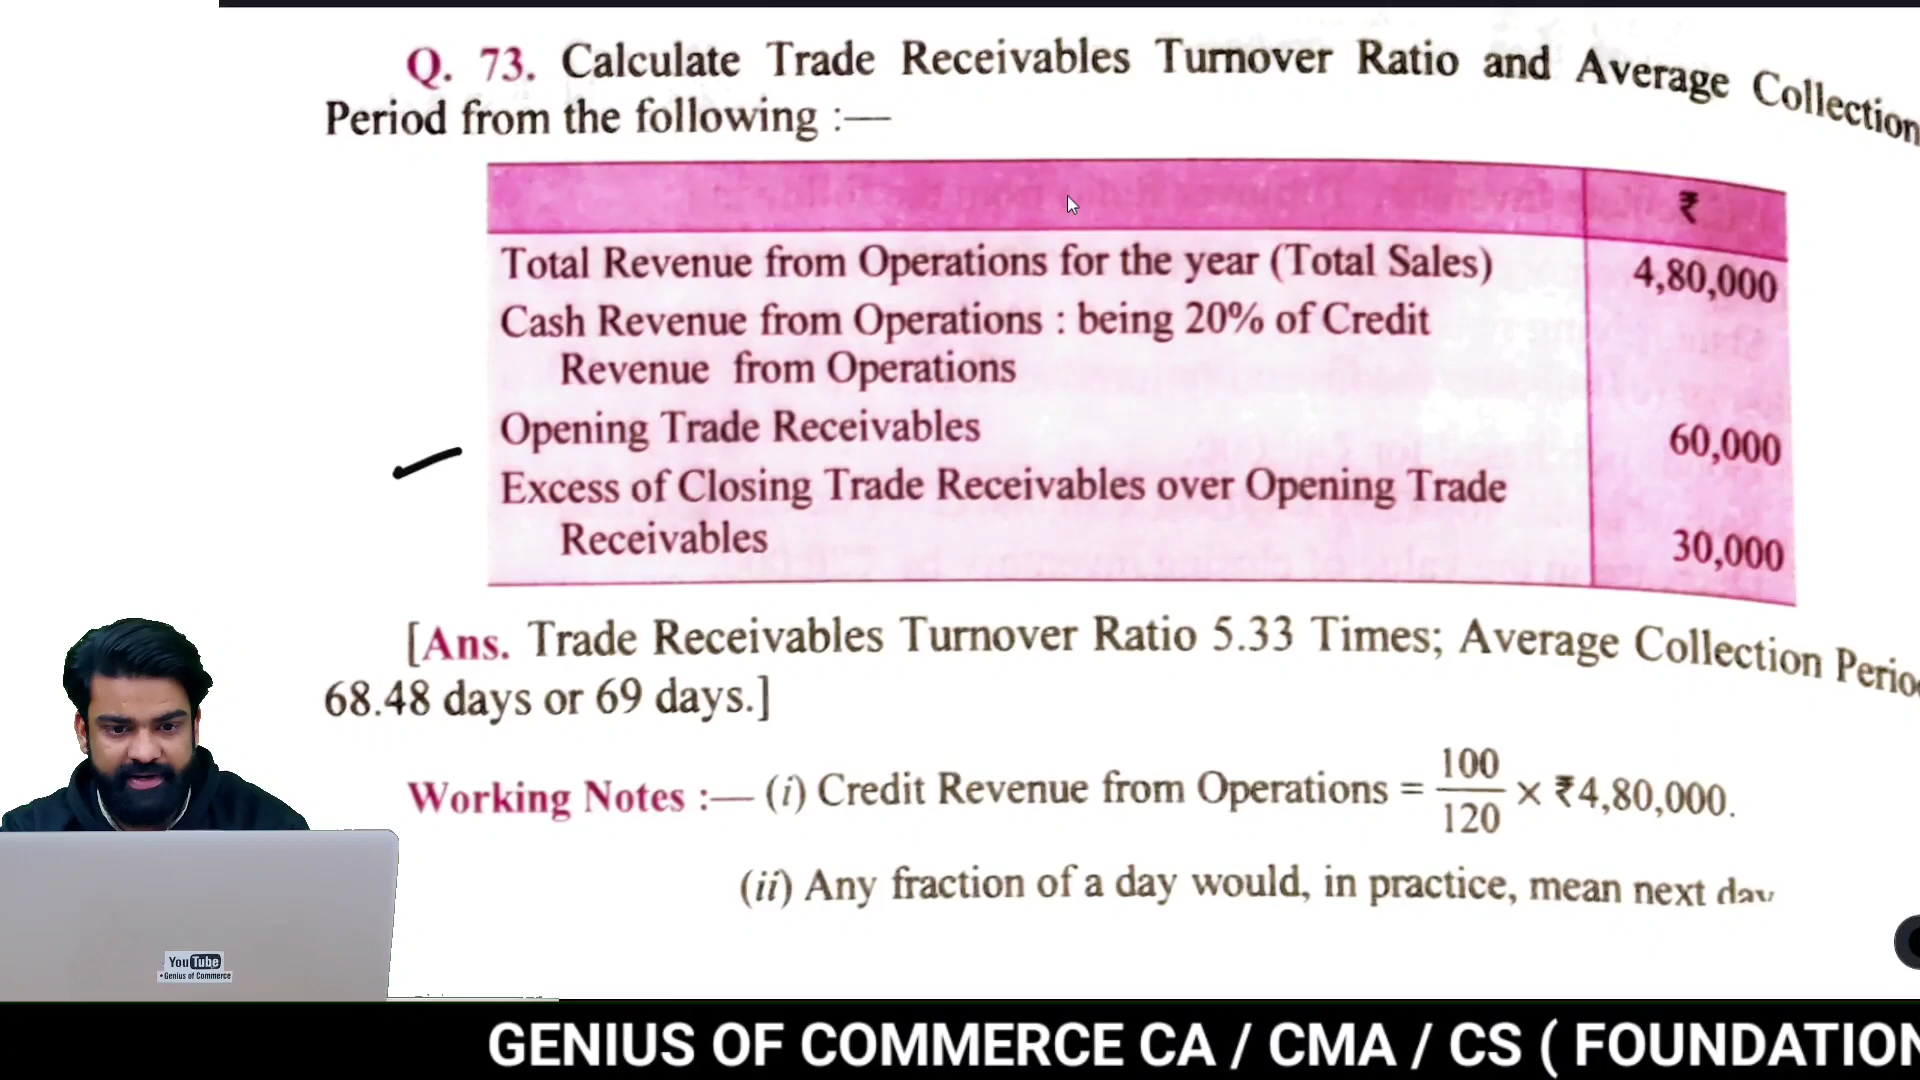 Q. 73. Calculate Trade Receivables Turnover Ratio and Average Collection
Period from the following :—
₹
Total Revenue from Operations for the year (Total Sales) 4,80,000
Cash Revenue from Operations : being 20% of Credit
Revenue from Operations
Opening Trade Receivables 60,000
Excess of Closing Trade Receivables over Opening Trade
Receivables 30,000
[Ans. Trade Receivables Turnover Ratio 5.33 Times; Average Collection Perio
68.48 days or 69 days.]
Working Notes :— (i) Credit Revenue from Operations = 100/120 × ₹4,80,000.
(ii) Any fraction of a day would, in practice, mean next day
YouTube
• Genius of Commerce
GENIUS OF COMMERCE CA / CMA / CS ( FOUNDATION